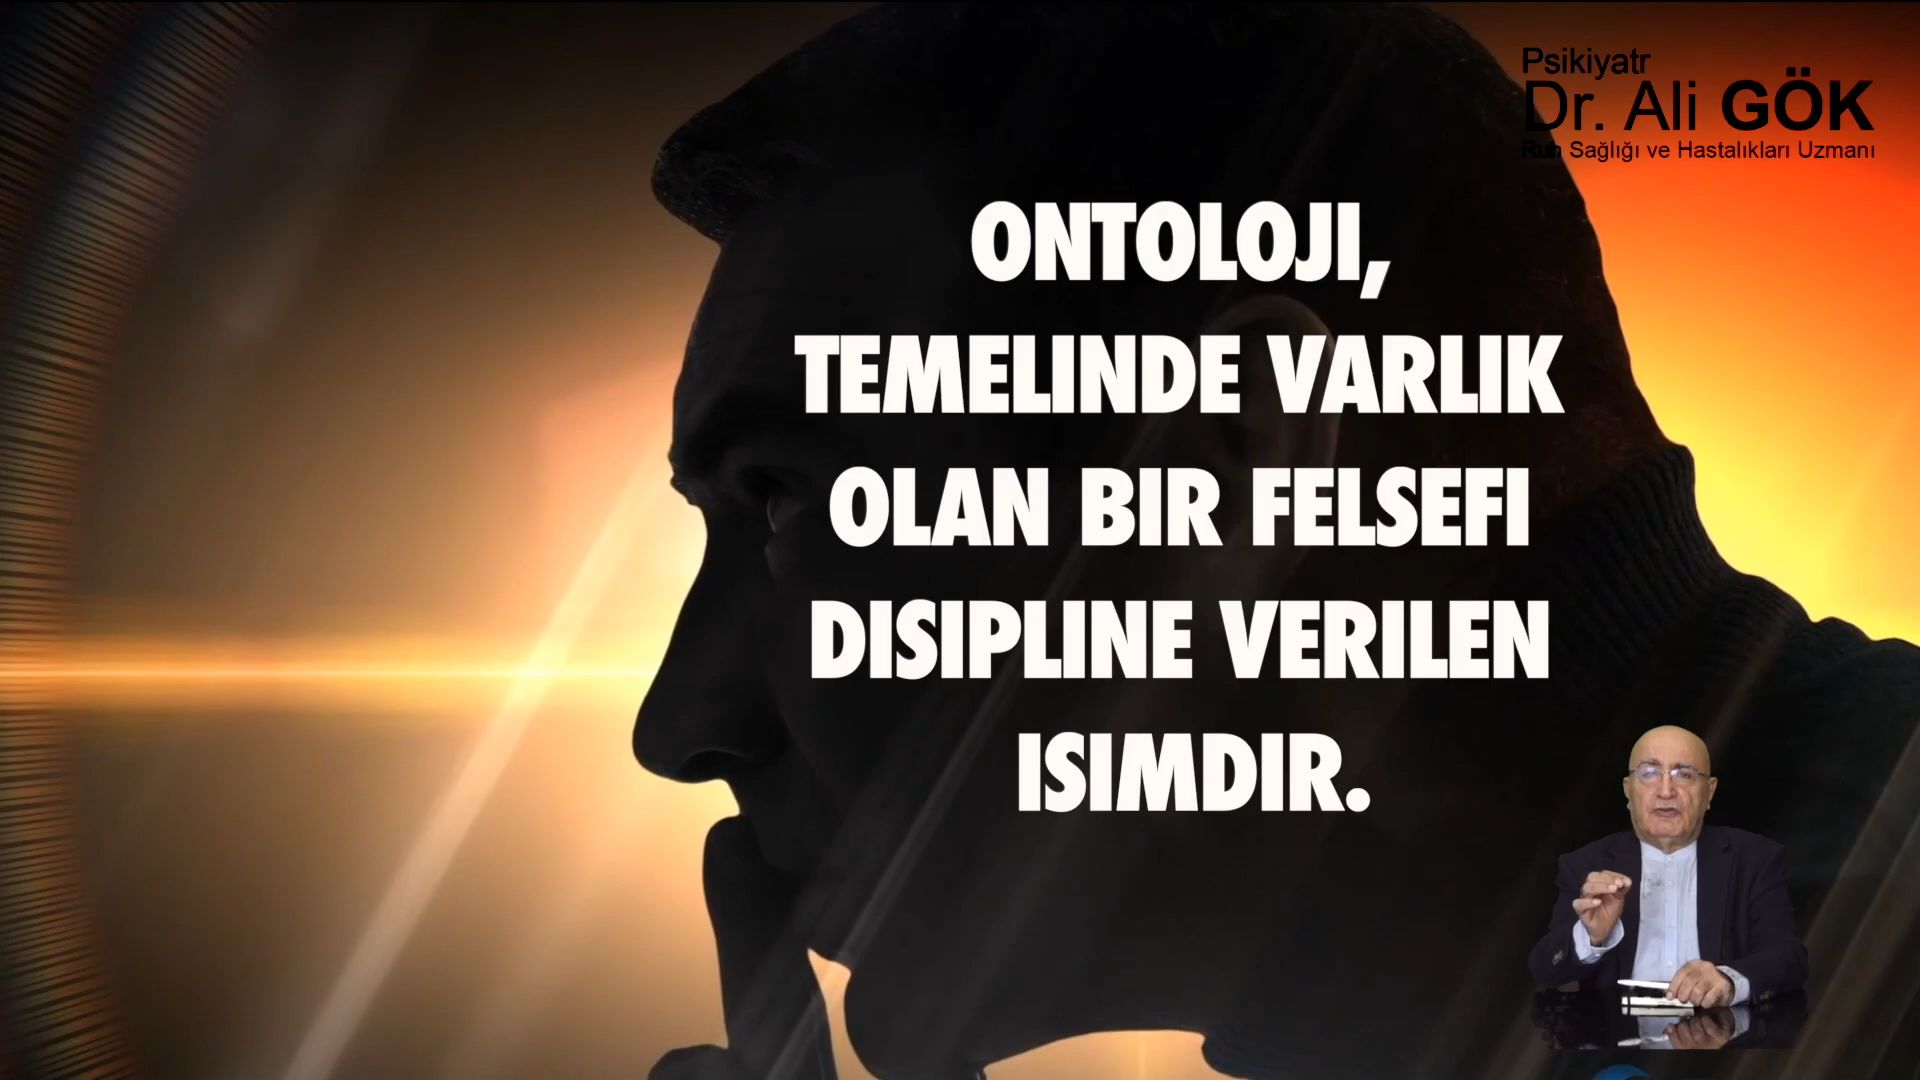 Psikiyatr
Dr. Ali GÖK
Ruh Sağlığı ve Hastalıkları Uzmanı
ONTOLOJI,
TEMELINDE VARLIK
OLAN BIR FELSEFI
DISIPLINE VERILEN
ISIMDIR.